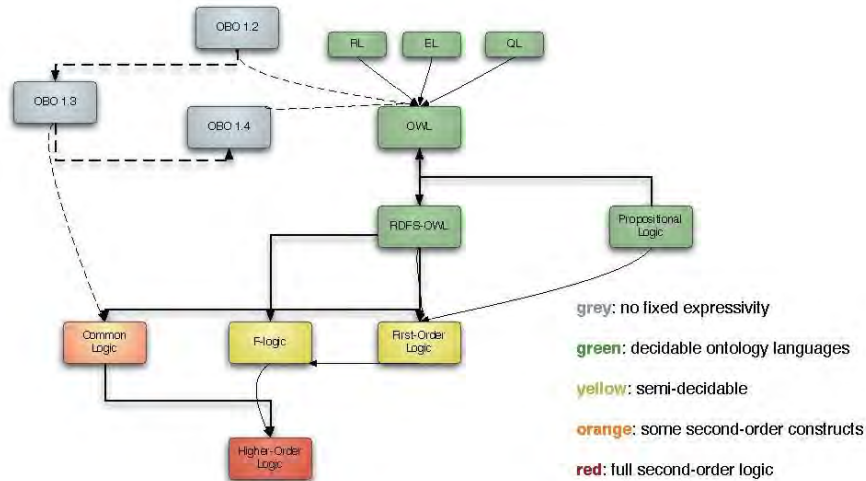 OBO 1.2
RL
EL
QL
OBO 1.3
OBO 1.4
OWL
RDFS-OWL
Propositional
Logic
grey: no fixed expressivity
Common
Logic
F-logic
First-Order
Logic
green: decidable ontology languages
yellow: semi-decidable
orange: some second-order constructs
Higher-Order
Logic
red: full second-order logic